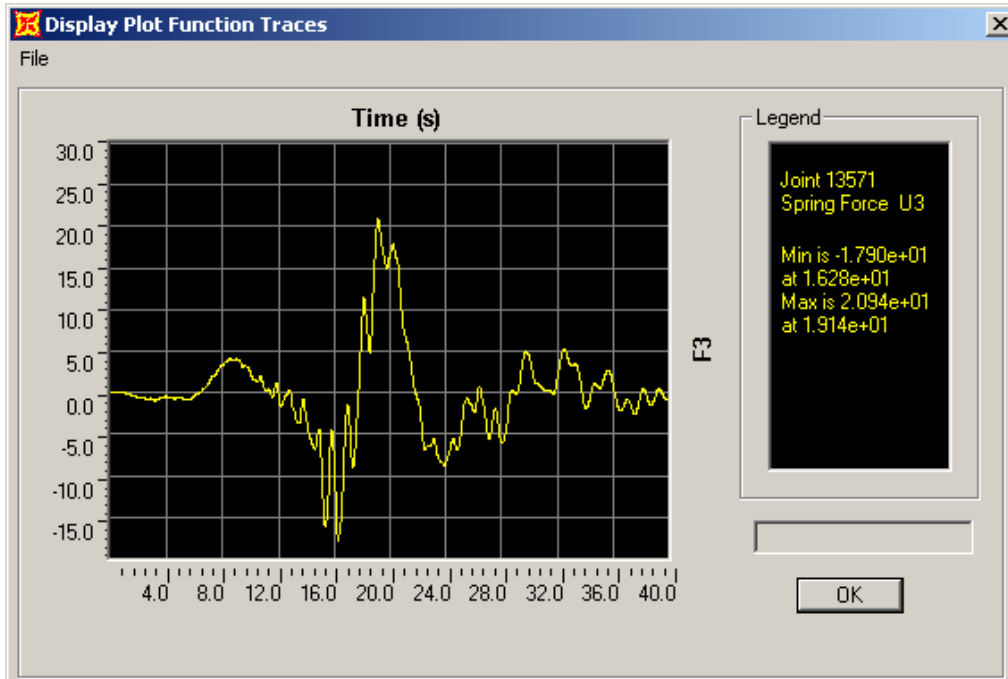 Display Plot Function Traces
File
Time (s)
30.0
25.0
20.0
15.0
10.0
5.0
0.0
-5.0
-10.0
-15.0
4.0 8.0 12.0 16.0 20.0 24.0 28.0 32.0 36.0 40.0
F3
Legend
Joint 13571
Spring Force U3
Min is -1.790e+01
at 1.628e+01
Max is 2.094e+01
at 1.914e+01
OK